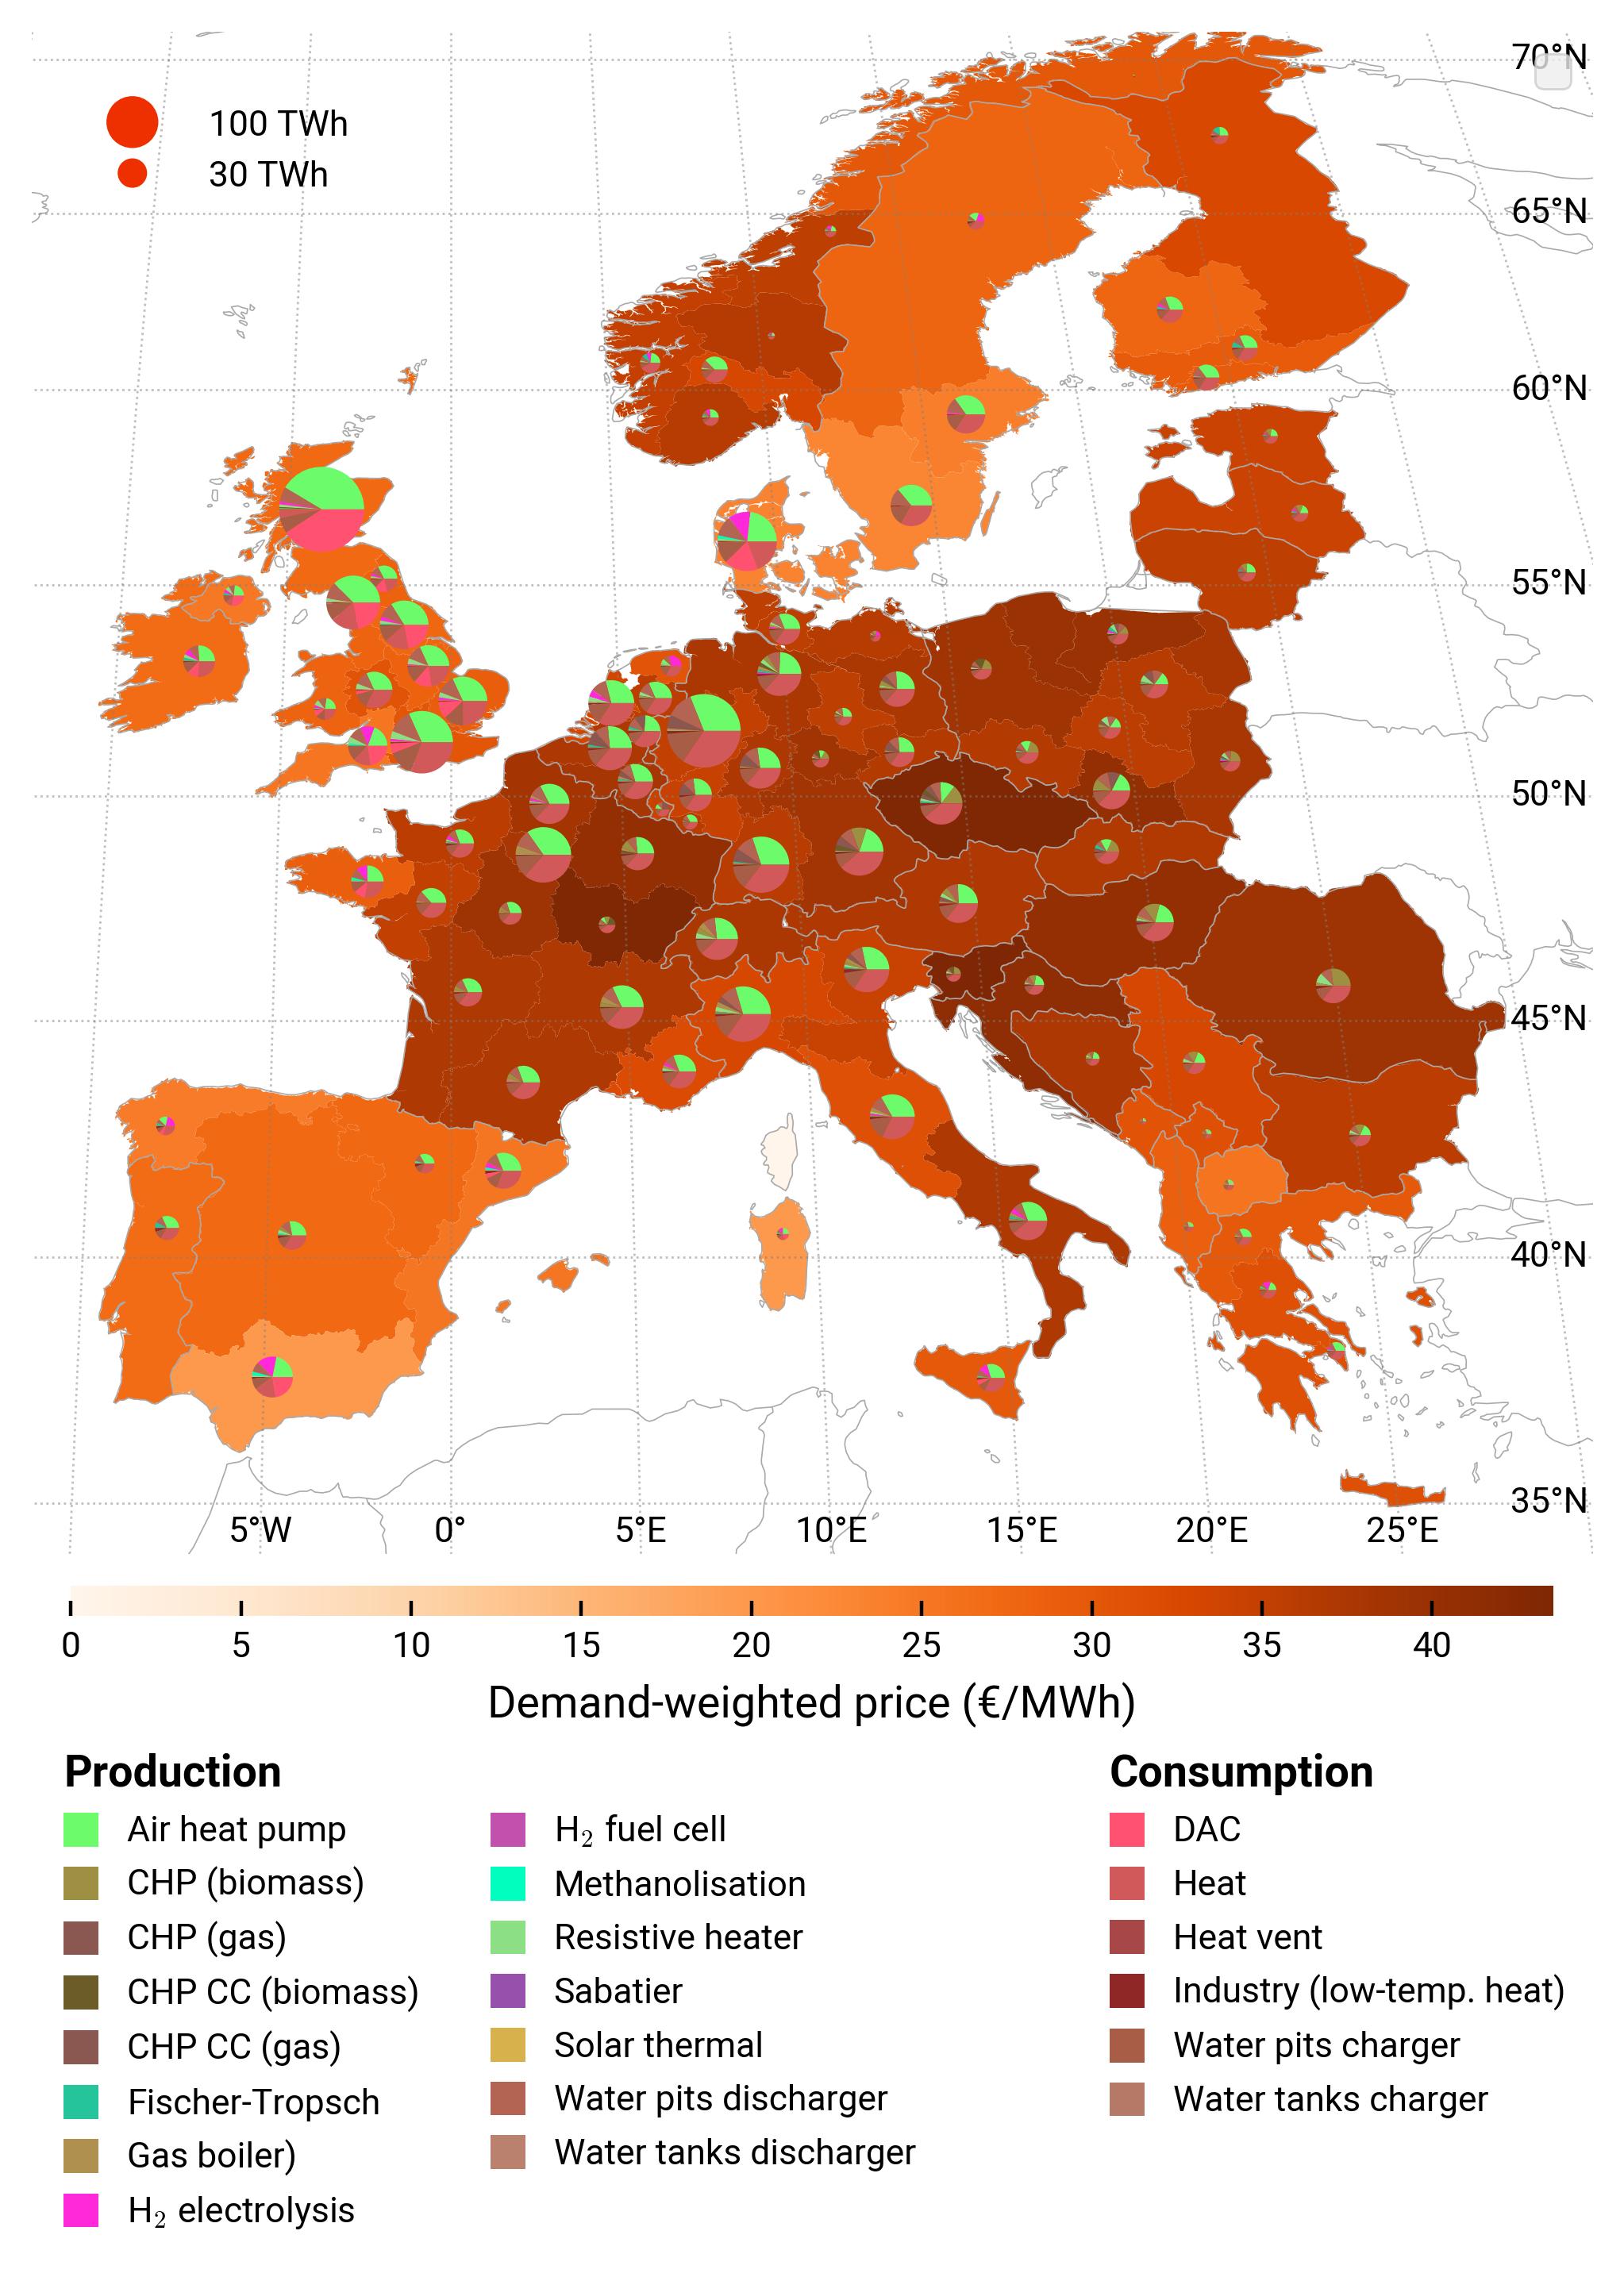 70°N
100 TWh
30 TWh
65°N
60°N
55°N
50°N
45°N
40°N
35°N
5°W 0° 5°E 10°E 15°E 20°E 25°E
0 5 10 15 20 25 30 35 40
Demand-weighted price (€/MWh)
Production
Air heat pump
CHP (biomass)
CHP (gas)
CHP CC (biomass)
CHP CC (gas)
Fischer-Tropsch
Gas boiler)
H₂ electrolysis
H₂ fuel cell
Methanolisation
Resistive heater
Sabatier
Solar thermal
Water pits discharger
Water tanks discharger
Consumption
DAC
Heat
Heat vent
Industry (low-temp. heat)
Water pits charger
Water tanks charger